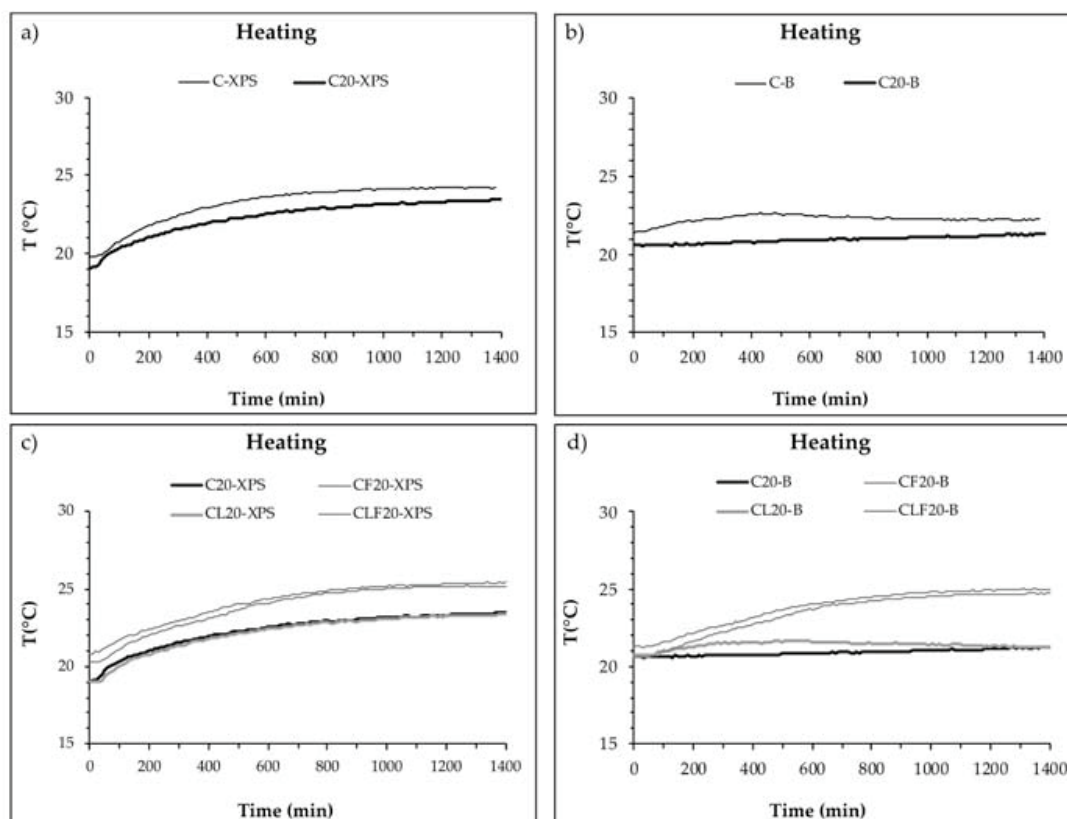 a) Heating
C-XPS C20-XPS
30
25
20
15
T (°C)
0 200 400 600 800 1000 1200 1400
Time (min)
b) Heating
C-B C20-B
30
25
20
15
T(°C)
0 200 400 600 800 1000 1200 1400
Time (min)
c) Heating
C20-XPS CF20-XPS
CL20-XPS CLF20-XPS
30
25
20
15
T(°C)
0 200 400 600 800 1000 1200 1400
Time (min)
d) Heating
C20-B CF20-B
CL20-B CLF20-B
30
25
20
15
T(°C)
0 200 400 600 800 1000 1200 1400
Time (min)